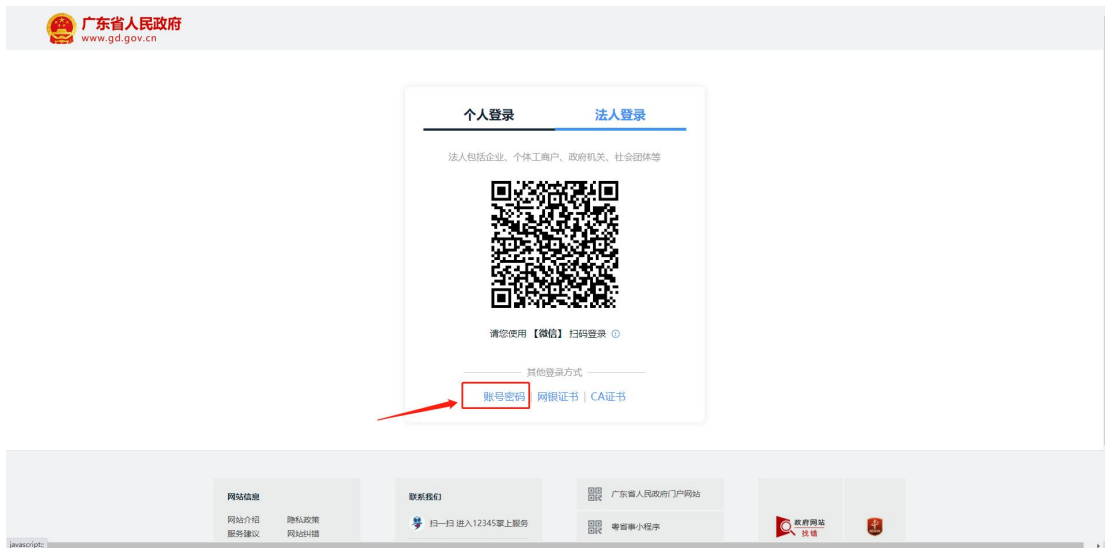 广东省人民政府
www.gd.gov.cn
个人登录 法人登录
法人包括企业、个体工商户、政府机关、社会团体等
请您使用【微信】扫码登录
其他登录方式
账号密码 | 网银证书 | CA证书
网站信息
网站介绍 隐私政策
服务建议 网站纠错
联系我们
扫一扫 进入12345掌上服务
广东省人民政府门户网站
粤省事小程序
政府网站
找错
javascript:;